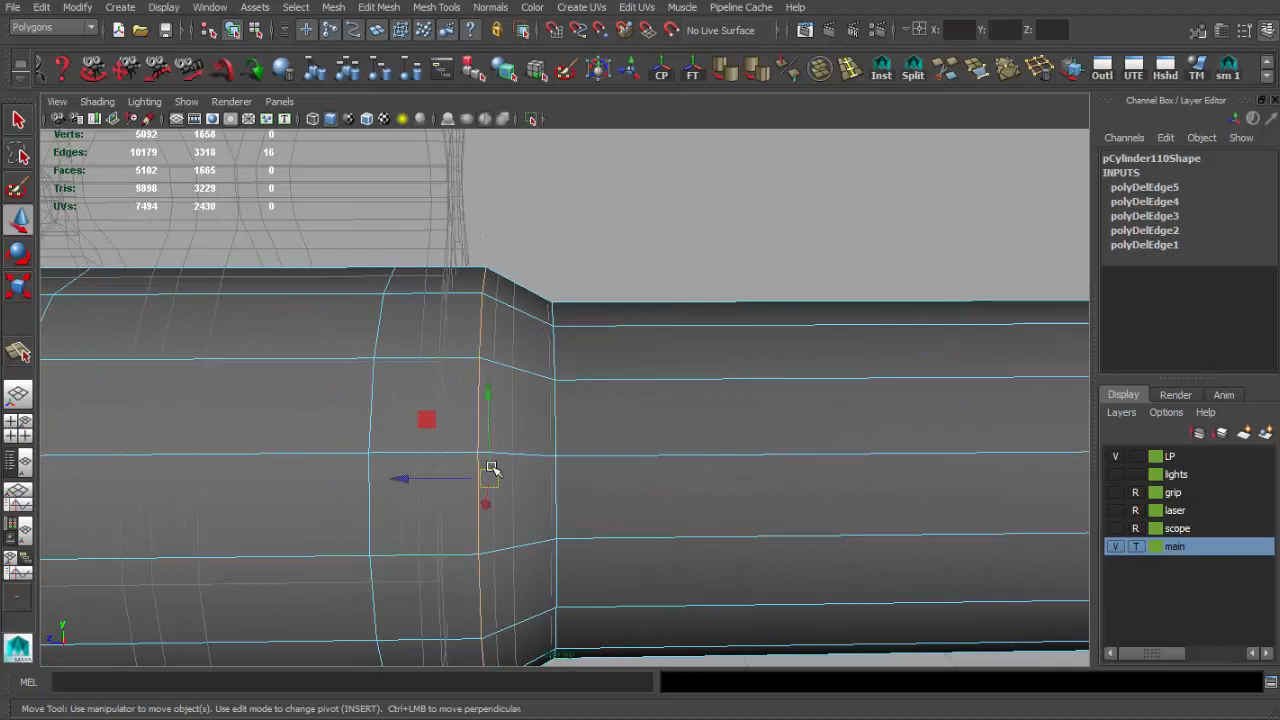 File Edit Modify Create Display Window Assets Select Mesh Edit Mesh Mesh Tools Normals Color Create UVs Edit UVs Muscle Pipeline Cache Help
Polygons No Live Surface X: Y: Z:
CP FT Inst Split Outl UTE Hshd TM sm 1
View Shading Lighting Show Renderer Panels
Channel Box / Layer Editor
Verts: 5092 1658 0
Edges: 10179 3318 16
Faces: 5102 1665 0
Tris: 9898 3229 0
UVs: 7494 2430 0
Channels Edit Object Show
pCylinder110Shape
INPUTS
polyDelEdge5
polyDelEdge4
polyDelEdge3
polyDelEdge2
polyDelEdge1
Display Render Anim
Layers Options Help
V LP
lights
R grip
R laser
R scope
V T main
y
z
MEL
Move Tool: Use manipulator to move object(s). Use edit mode to change pivot (INSERT). Ctrl+LMB to move perpendicular.